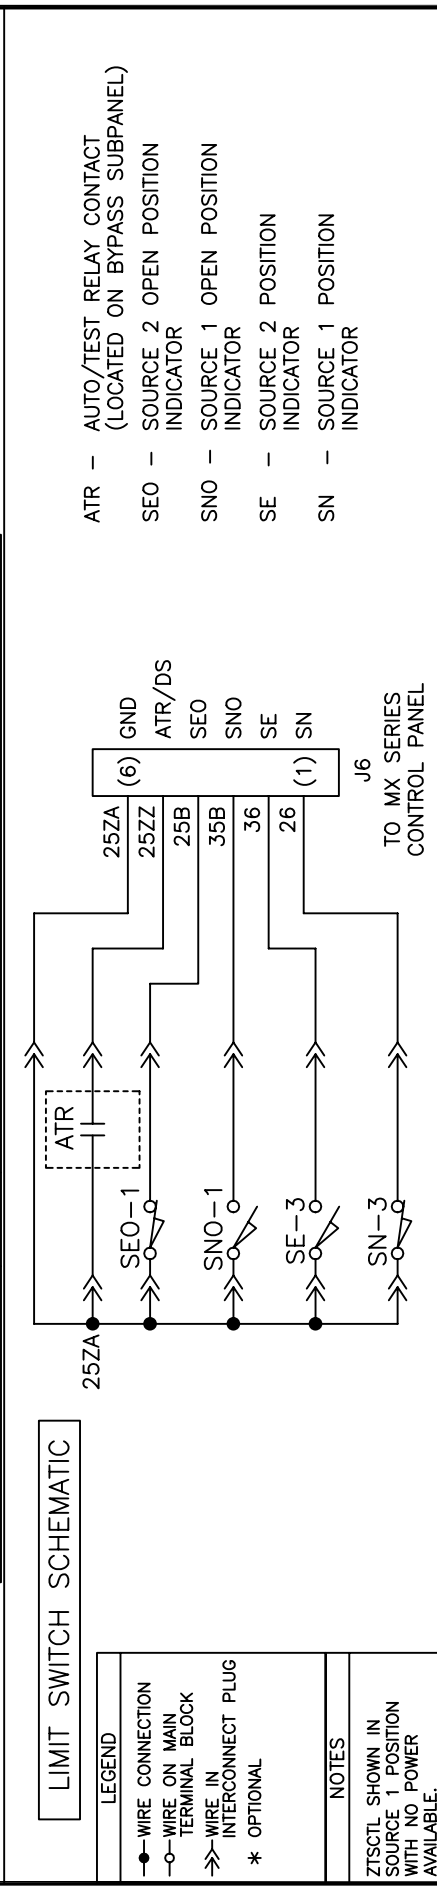 LIMIT SWITCH SCHEMATIC
LEGEND
WIRE CONNECTION
WIRE ON MAIN
TERMINAL BLOCK
WIRE IN
INTERCONNECT PLUG
* OPTIONAL
NOTES
ZTSCTL SHOWN IN
SOURCE 1 POSITION
WITH NO POWER
AVAILABLE.
25ZA
ATR
SEO-1
SNO-1
SE-3
SN-3
25ZA
25ZZ
25B
35B
36
26
(6)
(1)
GND
ATR/DS
SEO
SNO
SE
SN
J6
TO MX SERIES
CONTROL PANEL
ATR - AUTO/TEST RELAY CONTACT
(LOCATED ON BYPASS SUBPANEL)
SEO - SOURCE 2 OPEN POSITION
INDICATOR
SNO - SOURCE 1 OPEN POSITION
INDICATOR
SE - SOURCE 2 POSITION
INDICATOR
SN - SOURCE 1 POSITION
INDICATOR